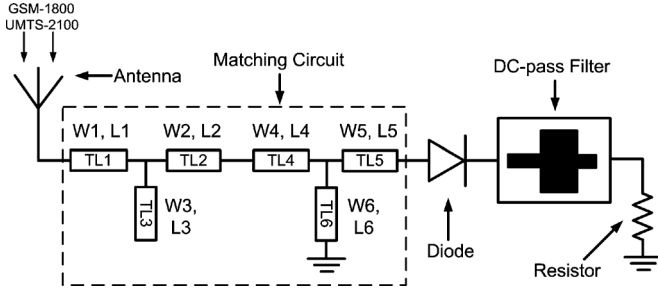 GSM-1800
UMTS-2100
Antenna
Matching Circuit
DC-pass Filter
W1, L1
W2, L2
W4, L4
W5, L5
TL1
TL2
TL4
TL5
TL3
W3,
L3
TL6
W6,
L6
Diode
Resistor